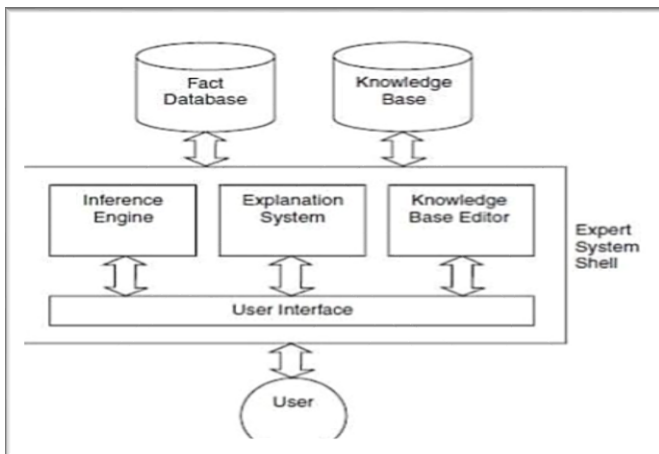 Fact
Database
Knowledge
Base
Inference
Engine
Explanation
System
Knowledge
Base Editor
Expert
System
Shell
User Interface
User